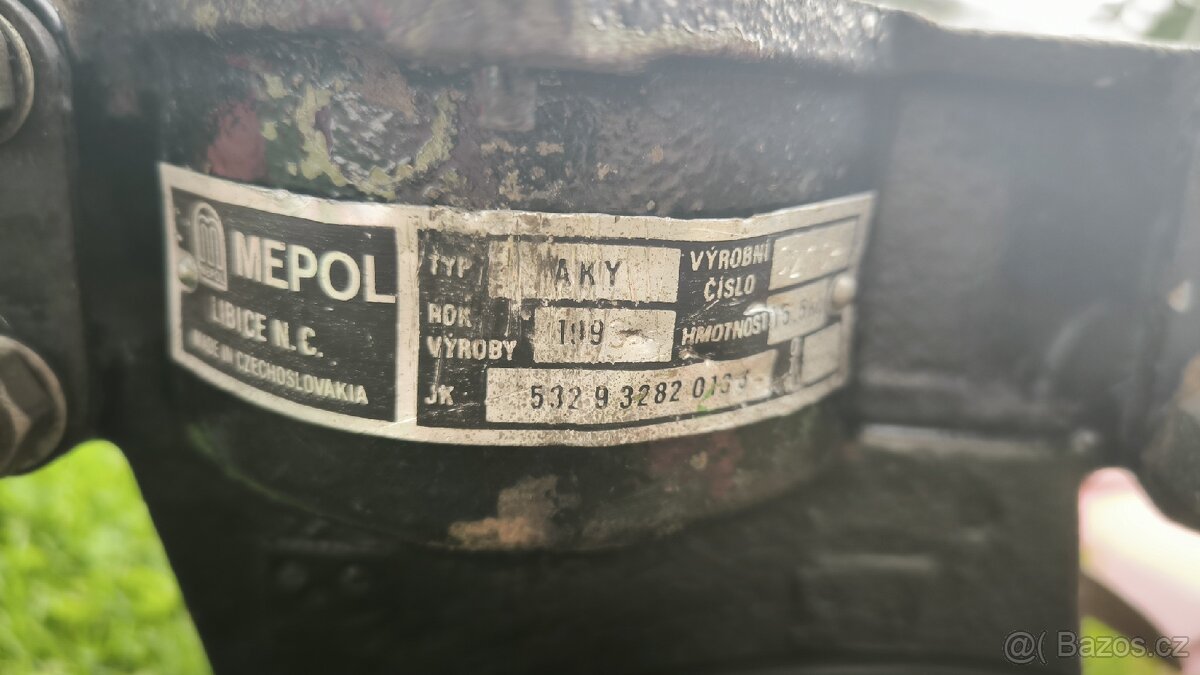 MEPOL
LIBICE N.C.
MADE IN CZECHOSLOVAKIA
TYP AKY
VÝROBNÍ ČÍSLO
ROK VÝROBY
HMOTNOST
JK 532 9 3282
© Bazos.cz